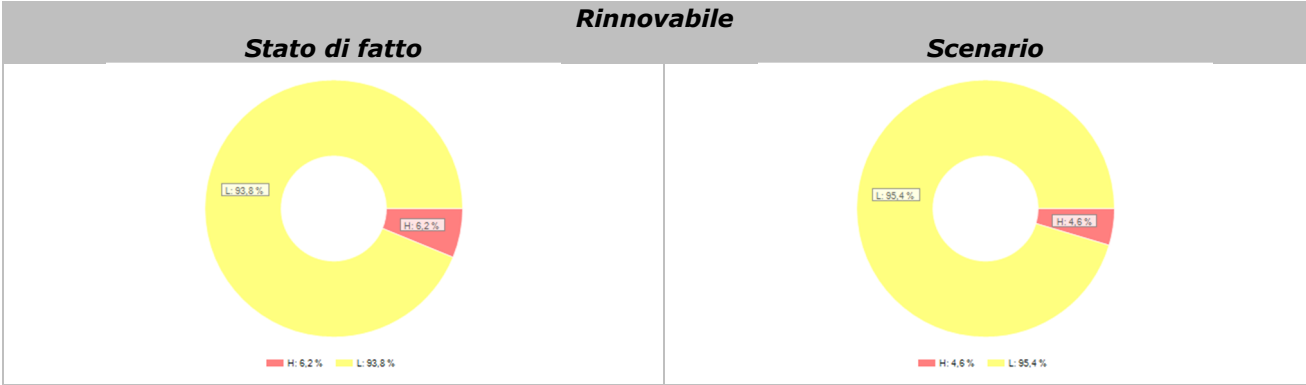 Rinnovabile
Stato di fatto
Scenario
L: 93,8 %
H: 6,2 %
H: 6,2 %
L: 93,8 %
L: 95,4 %
H: 4,6 %
H: 4,6 %
L: 95,4 %